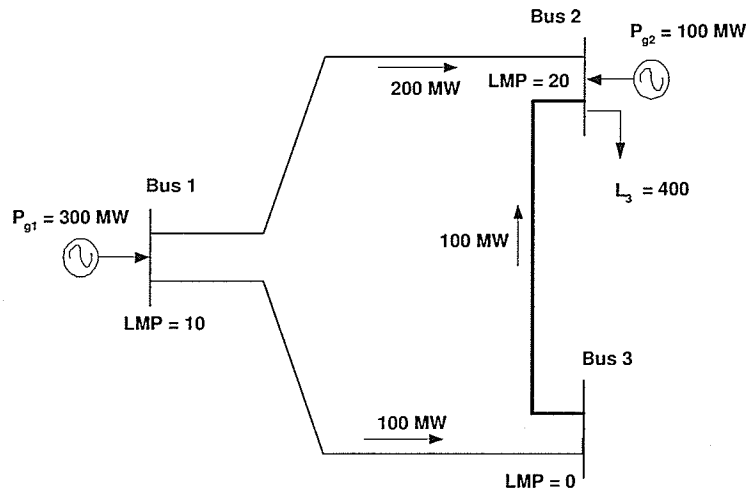 Bus 2
P_g2 = 100 MW
LMP = 20
200 MW
Bus 1
L_3 = 400
P_g1 = 300 MW
100 MW
LMP = 10
Bus 3
100 MW
LMP = 0